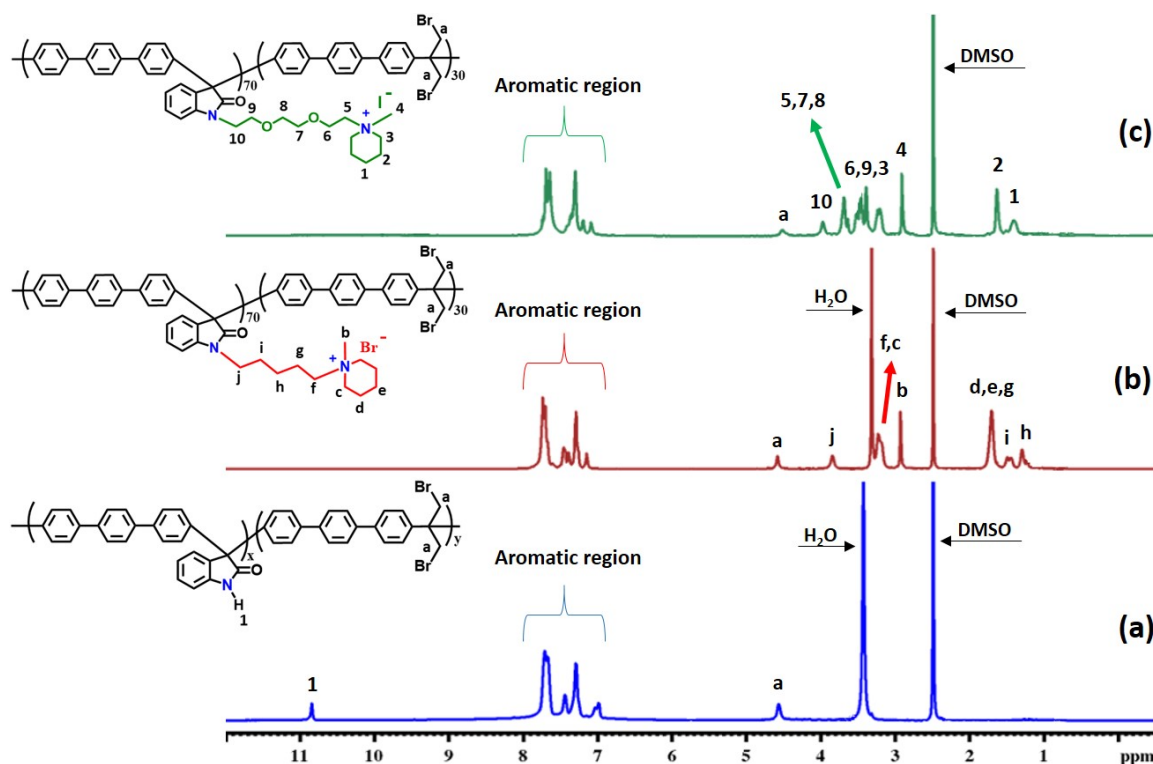 Br
a
O
70
a
30
N
Br
I-
9
8
5
4
O
O
N+
10
7
6
3
2
1
Aromatic region
DMSO
5,7,8
6,9,3
4
2
10
1
a
(c)
Br
a
O
70
a
30
N
Br
b
Br-
i
g
N+
j
h
f
c
e
d
Aromatic region
H2O
DMSO
f,c
b
d,e,g
a
j
i
h
(b)
Br
a
O
x
a
y
N
Br
H
1
Aromatic region
H2O
DMSO
1
a
(a)
11 10 9 8 7 6 5 4 3 2 1 ppm